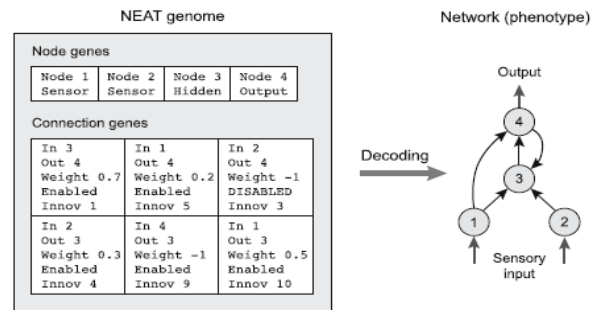 NEAT genome
Network (phenotype)
Node genes
Node 1 Node 2 Node 3 Node 4
Sensor Sensor Hidden Output
Connection genes
In 3 In 1 In 2
Out 4 Out 4 Out 4
Weight 0.7 Weight 0.2 Weight -1
Enabled Enabled DISABLED
Innov 1 Innov 5 Innov 3
In 2 In 4 In 1
Out 3 Out 3 Out 3
Weight 0.3 Weight -1 Weight 0.5
Enabled Enabled Enabled
Innov 4 Innov 9 Innov 10
Decoding
Output
4
3
1 2
Sensory
input